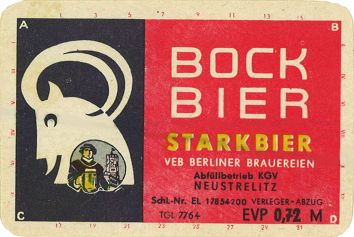 A B
BOCK
BIER
STARKBIER
VEB BERLINER BRAUEREIEN
Abfüllbetrieb KGV
NEUSTRELITZ
Schl.-Nr. EL 17854200 VERLEGER-ABZUG
TGL 7764 EVP 0,72 M
C D